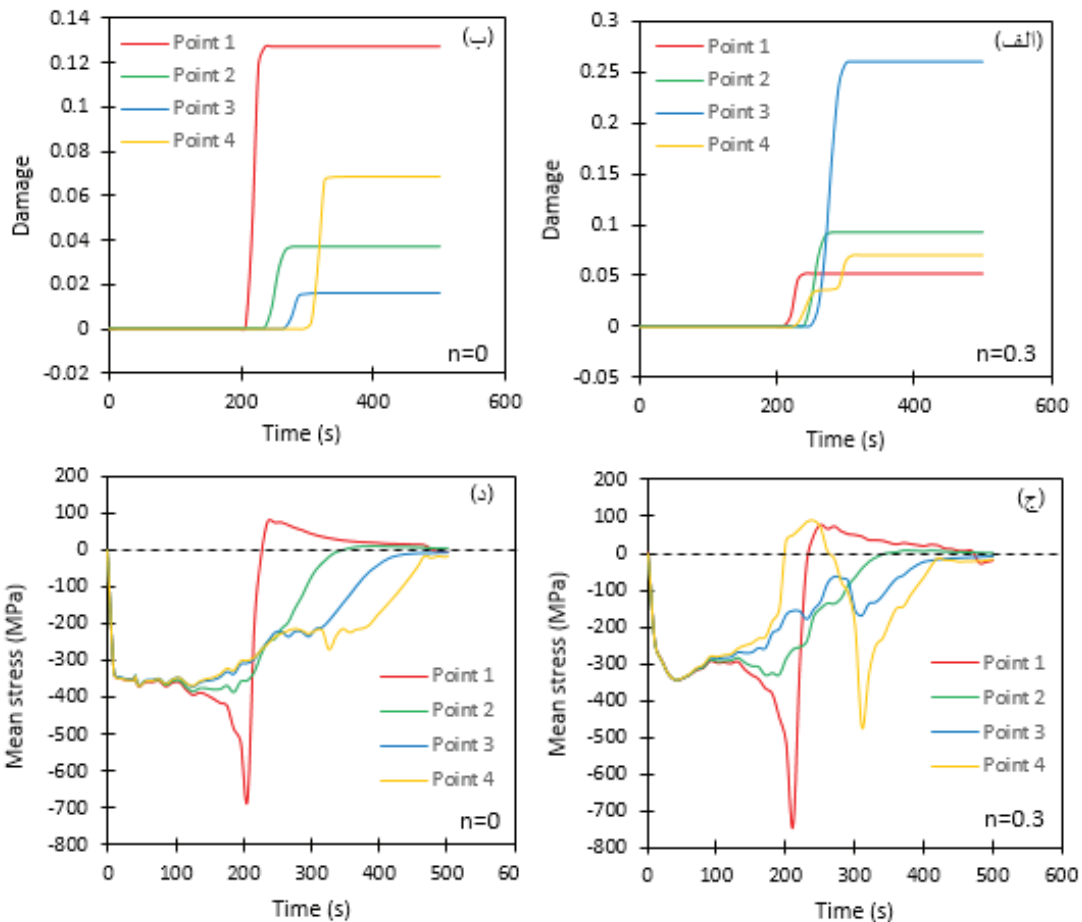 0.14
0.12
0.1
0.08
0.06
0.04
0.02
0
-0.02
Damage
Point 1
Point 2
Point 3
Point 4
(ب)
n=0
0
200
400
600
Time (s)
0.3
0.25
0.2
0.15
0.1
0.05
0
-0.05
Damage
Point 1
Point 2
Point 3
Point 4
(الف)
n=0.3
0
200
400
600
Time (s)
200
100
0
-100
-200
-300
-400
-500
-600
-700
-800
Mean stress (MPa)
(د)
Point 1
Point 2
Point 3
Point 4
n=0
0
100
200
300
400
500
60
Time (s)
200
100
0
-100
-200
-300
-400
-500
-600
-700
-800
Mean stress (MPa)
(ج)
Point 1
Point 2
Point 3
Point 4
n=0.3
0
100
200
300
400
500
600
Time (s)